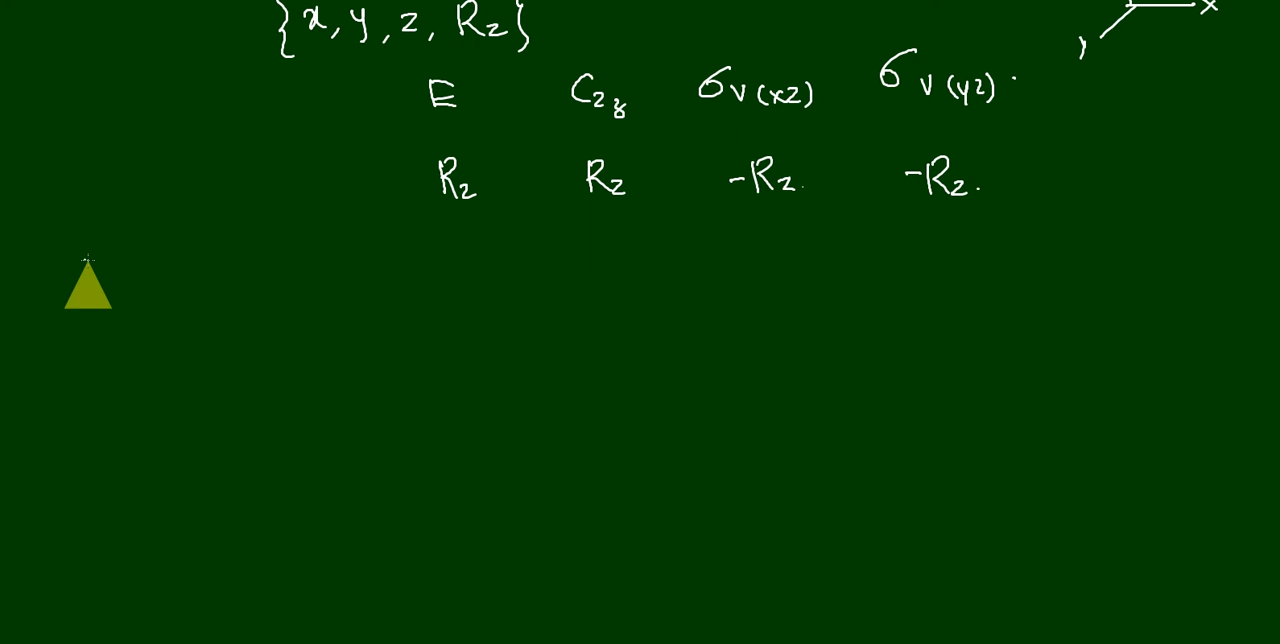 {x, y, z, Rz}
x
y
E C2z σv(xz) σv(yz).
Rz Rz -Rz. -Rz.